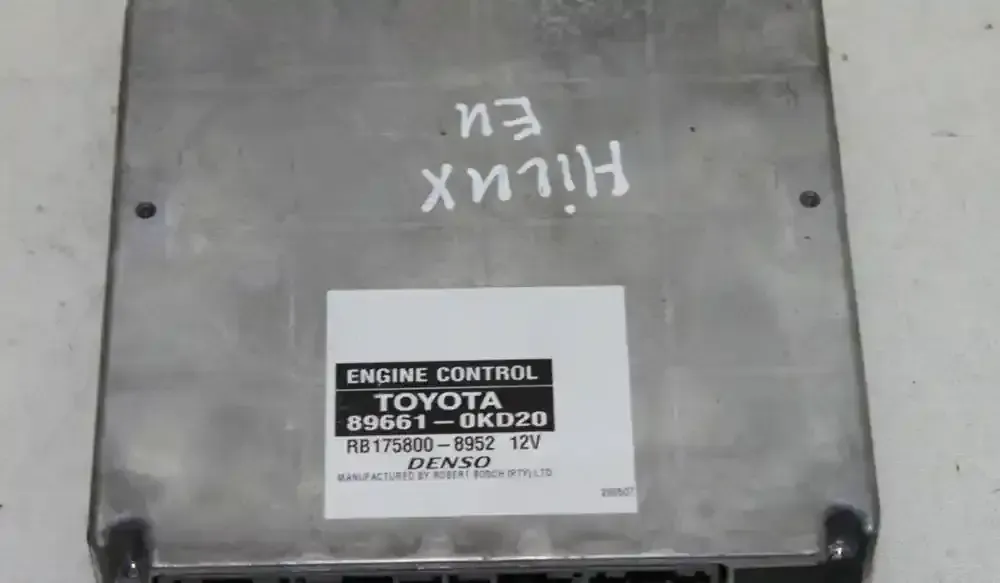 Hilux
EU
ENGINE CONTROL
TOYOTA
89661-0KD20
RB175800-8952 12V
DENSO
MANUFACTURED BY ROBERT BOSCH (PTY) LTD